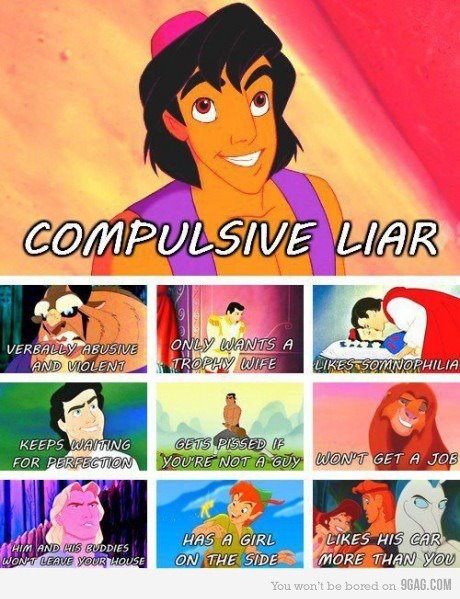 COMPULSIVE LIAR
VERBALLY ABUSIVE
AND VIOLENT
ONLY WANTS A
TROPHY WIFE
LIKES SOMNOPHILIA
KEEPS WAITING
FOR PERFECTION
GETS PISSED IF
YOU'RE NOT A GUY
WON'T GET A JOB
HIM AND HIS BUDDIES
WON'T LEAVE YOUR HOUSE
HAS A GIRL
ON THE SIDE
LIKES HIS CAR
MORE THAN YOU
You won't be bored on 9GAG.COM